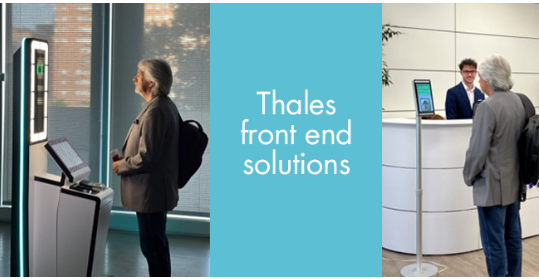 Thales
front end
solutions